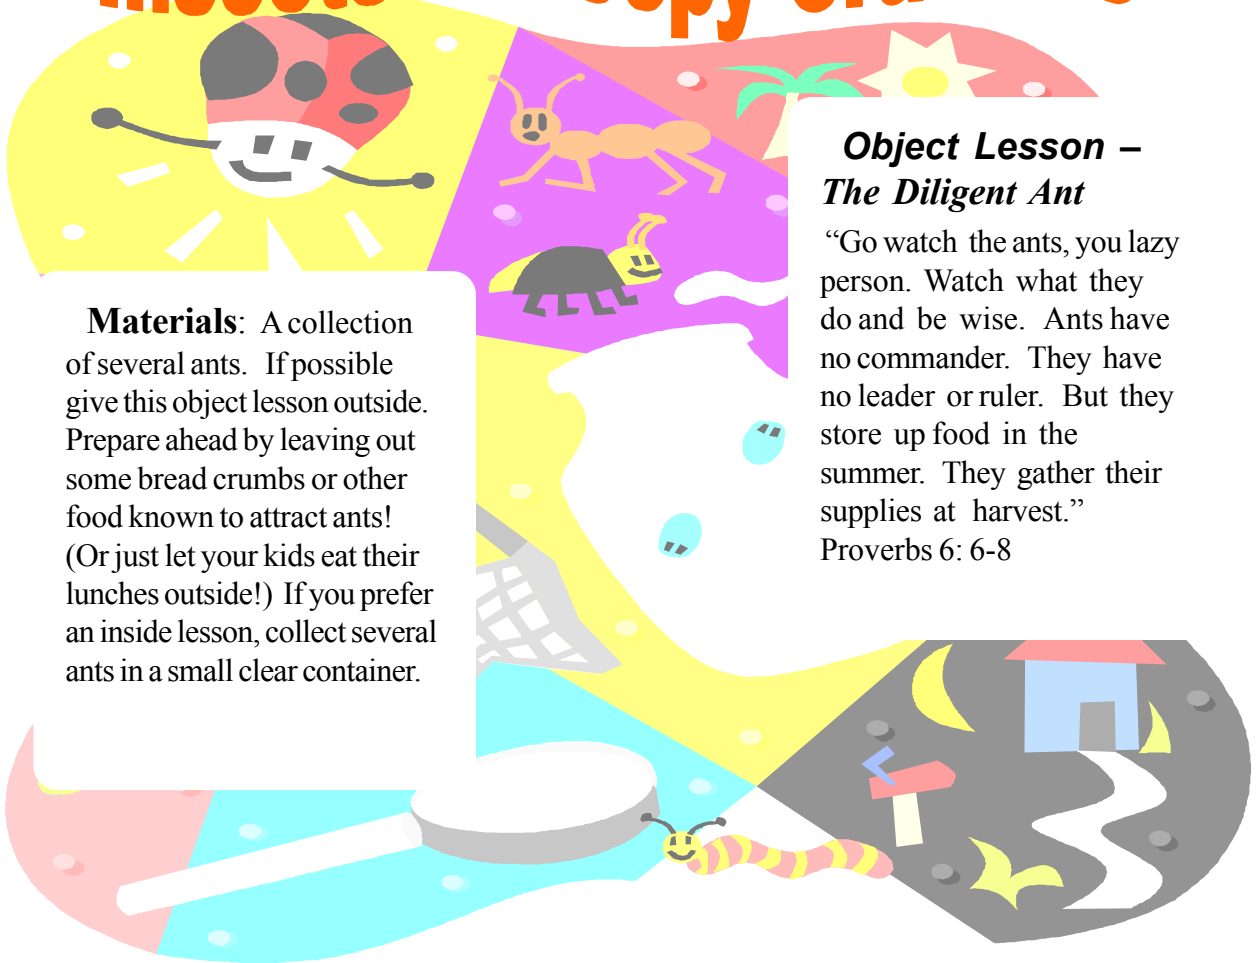 Object Lesson –
The Diligent Ant
“Go watch the ants, you lazy
person. Watch what they
do and be wise. Ants have
no commander. They have
no leader or ruler. But they
store up food in the
summer. They gather their
supplies at harvest.”
Proverbs 6: 6-8
Materials: A collection
of several ants. If possible
give this object lesson outside.
Prepare ahead by leaving out
some bread crumbs or other
food known to attract ants!
(Or just let your kids eat their
lunches outside!) If you prefer
an inside lesson, collect several
ants in a small clear container.